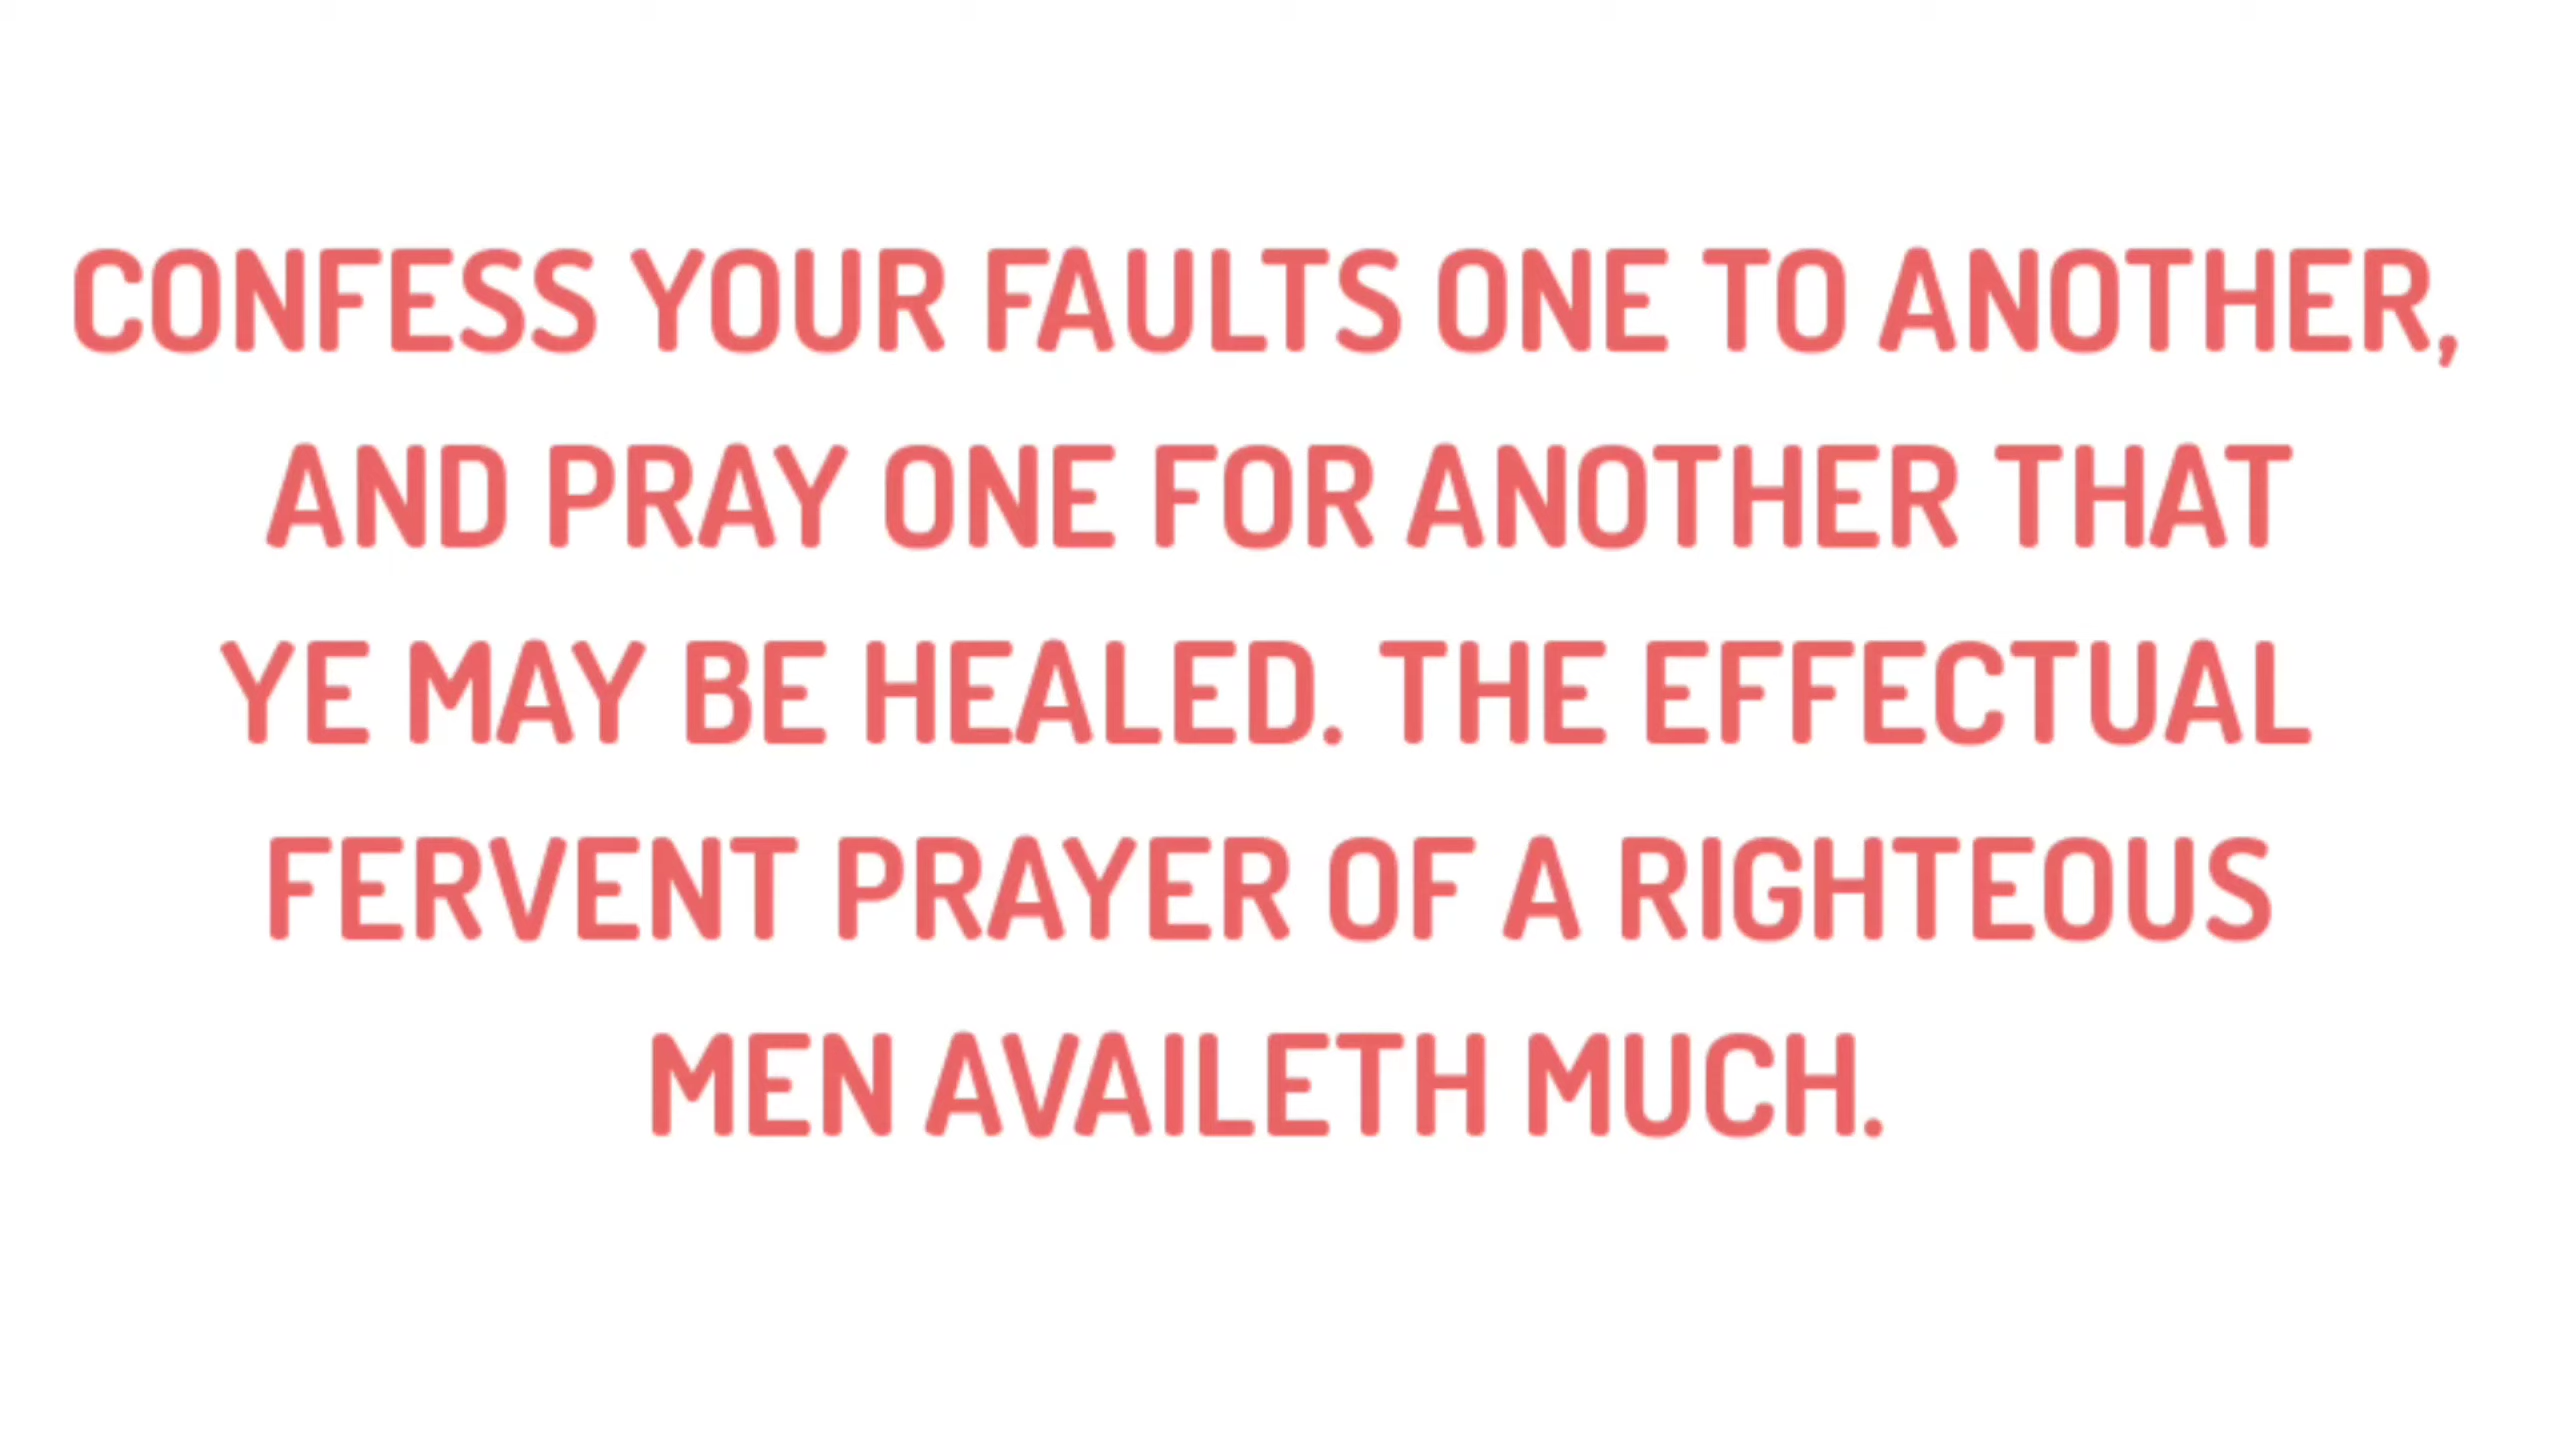 CONFESS YOUR FAULTS ONE TO ANOTHER,
AND PRAY ONE FOR ANOTHER THAT
YE MAY BE HEALED. THE EFFECTUAL
FERVENT PRAYER OF A RIGHTEOUS
MEN AVAILETH MUCH.